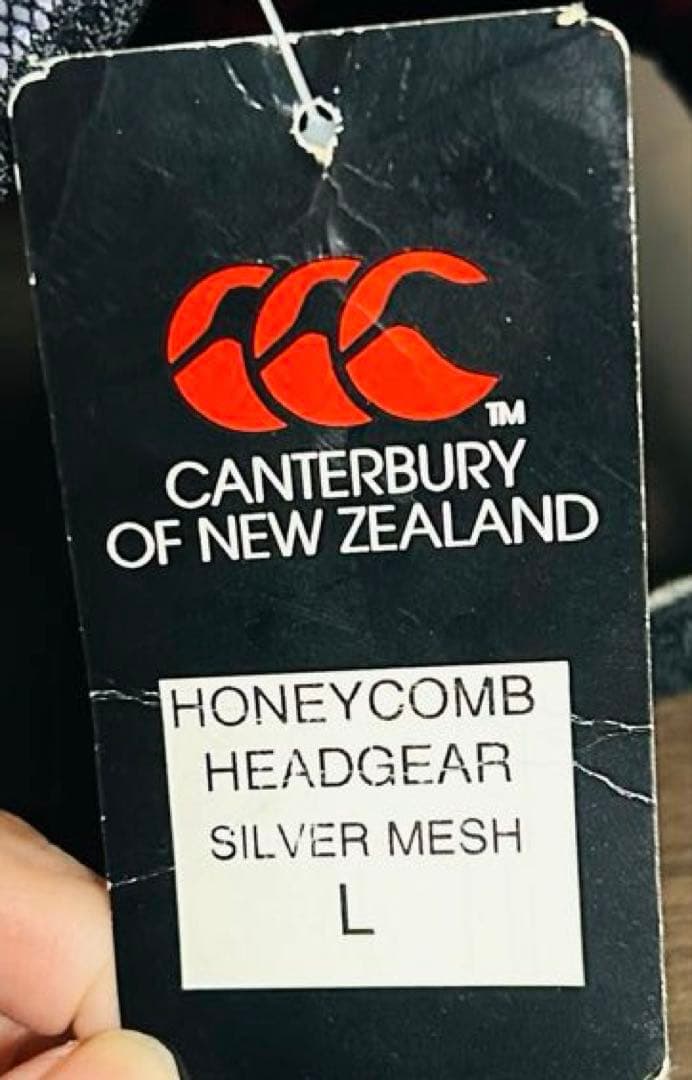 TM
CANTERBURY
OF NEW ZEALAND
HONEYCOMB
HEADGEAR
SILVER MESH
L